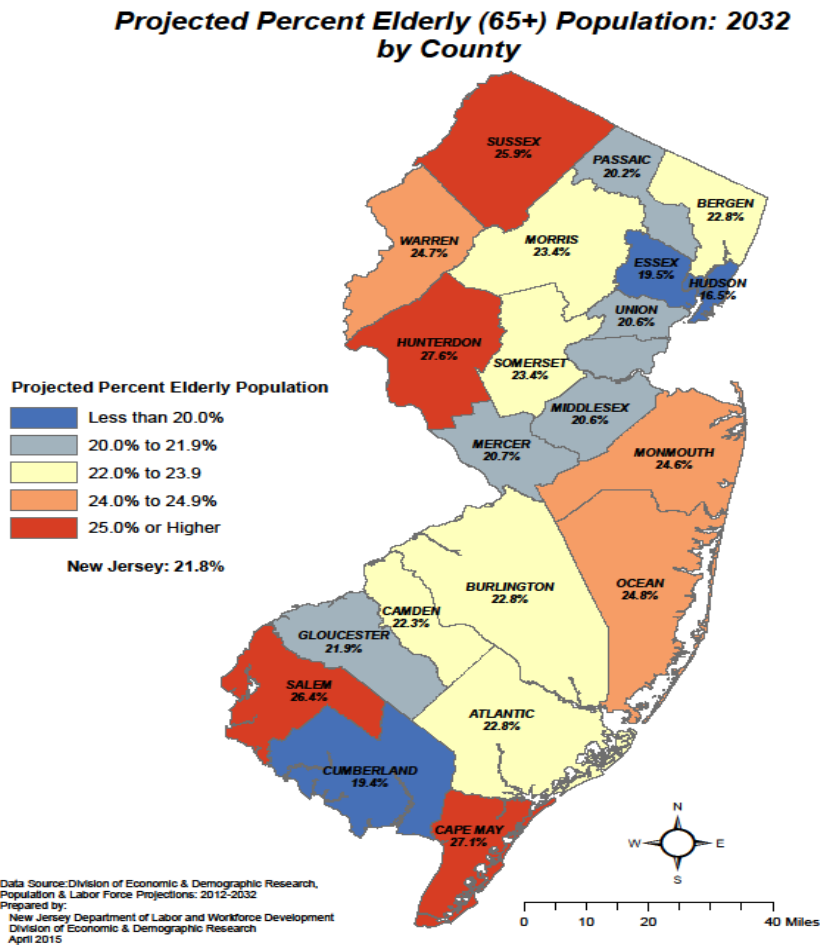 Projected Percent Elderly (65+) Population: 2032
by County
SUSSEX
25.9%
PASSAIC
20.2%
BERGEN
22.8%
WARREN
24.7%
MORRIS
23.4%
ESSEX
19.5%
HUDSON
16.5%
UNION
20.6%
HUNTERDON
27.6%
SOMERSET
23.4%
Projected Percent Elderly Population
Less than 20.0%
20.0% to 21.9%
22.0% to 23.9
24.0% to 24.9%
25.0% or Higher
New Jersey: 21.8%
MIDDLESEX
20.6%
MERCER
20.7%
MONMOUTH
24.6%
OCEAN
24.8%
BURLINGTON
22.8%
CAMDEN
22.3%
GLOUCESTER
21.9%
SALEM
26.4%
ATLANTIC
22.8%
CUMBERLAND
19.4%
CAPE MAY
27.1%
N
W E
S
0 10 20 40 Miles
Data Source:Division of Economic & Demographic Research,
Population & Labor Force Projections: 2012-2032
Prepared by:
New Jersey Department of Labor and Workforce Development
Division of Economic & Demographic Research
April 2015